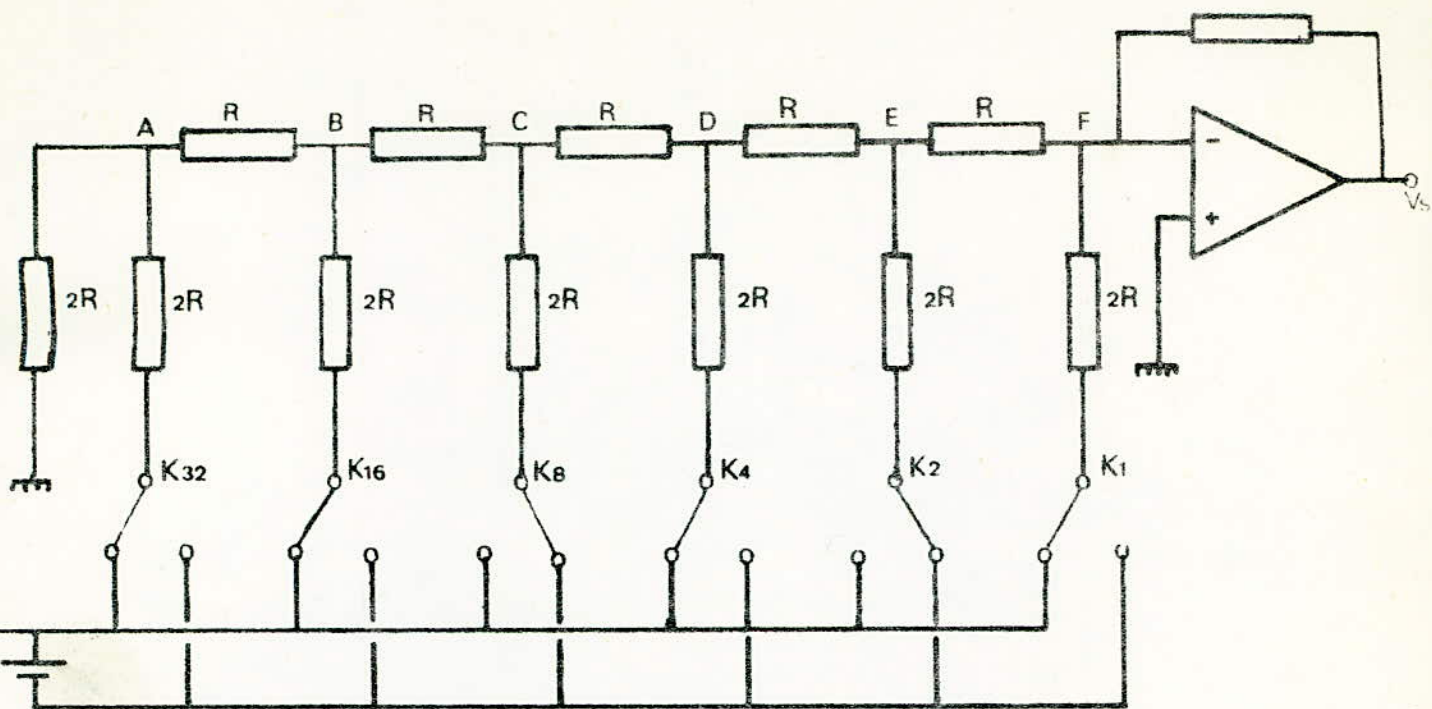 A R B R C R D R E R F
- 
+
Vs
2R 2R 2R 2R 2R 2R 2R
K32 K16 K8 K4 K2 K1